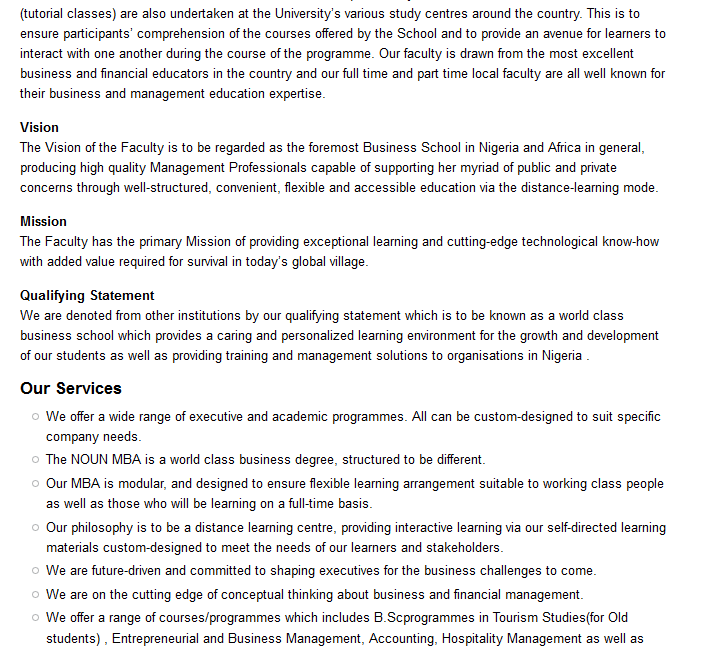 (tutorial classes) are also undertaken at the University's various study centres around the country. This is to
ensure participants' comprehension of the courses offered by the School and to provide an avenue for learners to
interact with one another during the course of the programme. Our faculty is drawn from the most excellent
business and financial educators in the country and our full time and part time local faculty are all well known for
their business and management education expertise.
Vision
The Vision of the Faculty is to be regarded as the foremost Business School in Nigeria and Africa in general,
producing high quality Management Professionals capable of supporting her myriad of public and private
concerns through well-structured, convenient, flexible and accessible education via the distance-learning mode.
Mission
The Faculty has the primary Mission of providing exceptional learning and cutting-edge technological know-how
with added value required for survival in today's global village.
Qualifying Statement
We are denoted from other institutions by our qualifying statement which is to be known as a world class
business school which provides a caring and personalized learning environment for the growth and development
of our students as well as providing training and management solutions to organisations in Nigeria .
Our Services
We offer a wide range of executive and academic programmes. All can be custom-designed to suit specific
company needs.
The NOUN MBA is a world class business degree, structured to be different.
Our MBA is modular, and designed to ensure flexible learning arrangement suitable to working class people
as well as those who will be learning on a full-time basis.
Our philosophy is to be a distance learning centre, providing interactive learning via our self-directed learning
materials custom-designed to meet the needs of our learners and stakeholders.
We are future-driven and committed to shaping executives for the business challenges to come.
We are on the cutting edge of conceptual thinking about business and financial management.
We offer a range of courses/programmes which includes B.Scprogrammes in Tourism Studies(for Old
students) , Entrepreneurial and Business Management, Accounting, Hospitality Management as well as